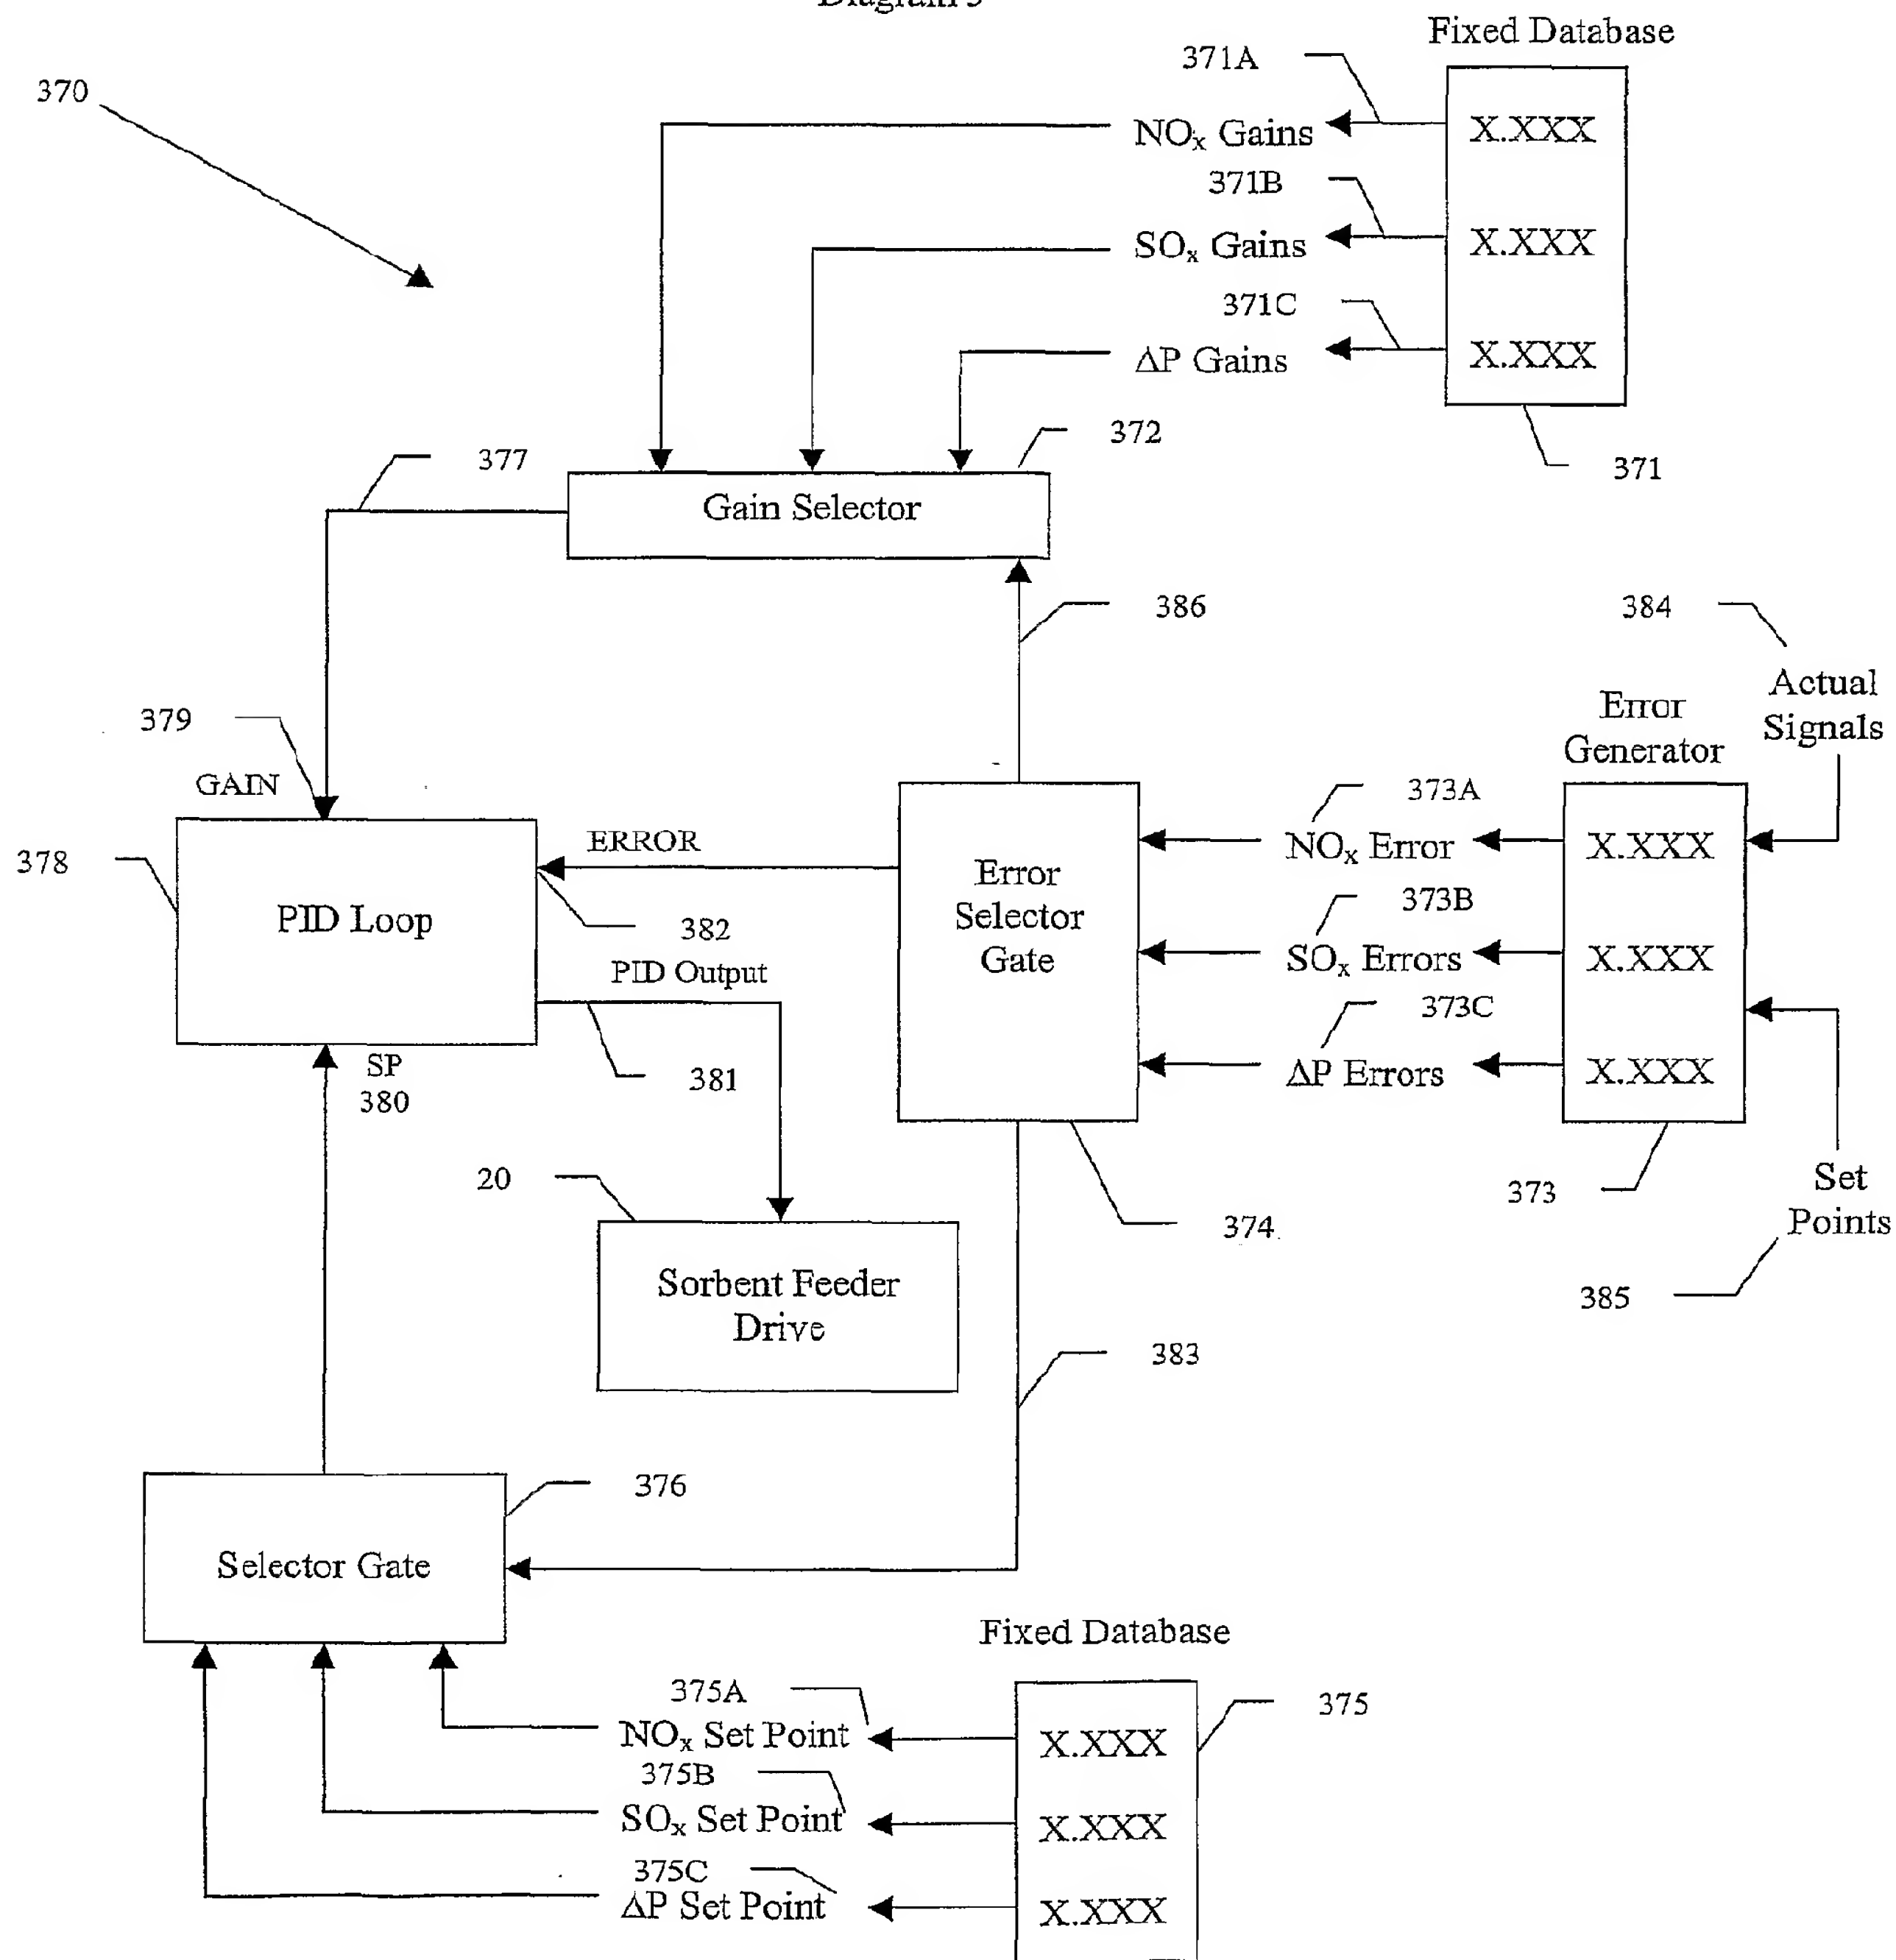 Diagram 5
Fixed Database
370
371A
NOx Gains
X.XXX
371B
SOx Gains
X.XXX
371C
ΔP Gains
X.XXX
372
371
377
Gain Selector
386
384
Actual
Signals
379
GAIN
Error
Generator
378
PID Loop
ERROR
382
PID Output
381
SP
380
Error
Selector
Gate
373A
NOx Error
X.XXX
373B
SOx Errors
X.XXX
373C
ΔP Errors
X.XXX
373
374
Set
Points
385
20
Sorbent Feeder
Drive
383
376
Selector Gate
Fixed Database
375A
NOx Set Point
X.XXX
375
375B
SOx Set Point
X.XXX
375C
ΔP Set Point
X.XXX